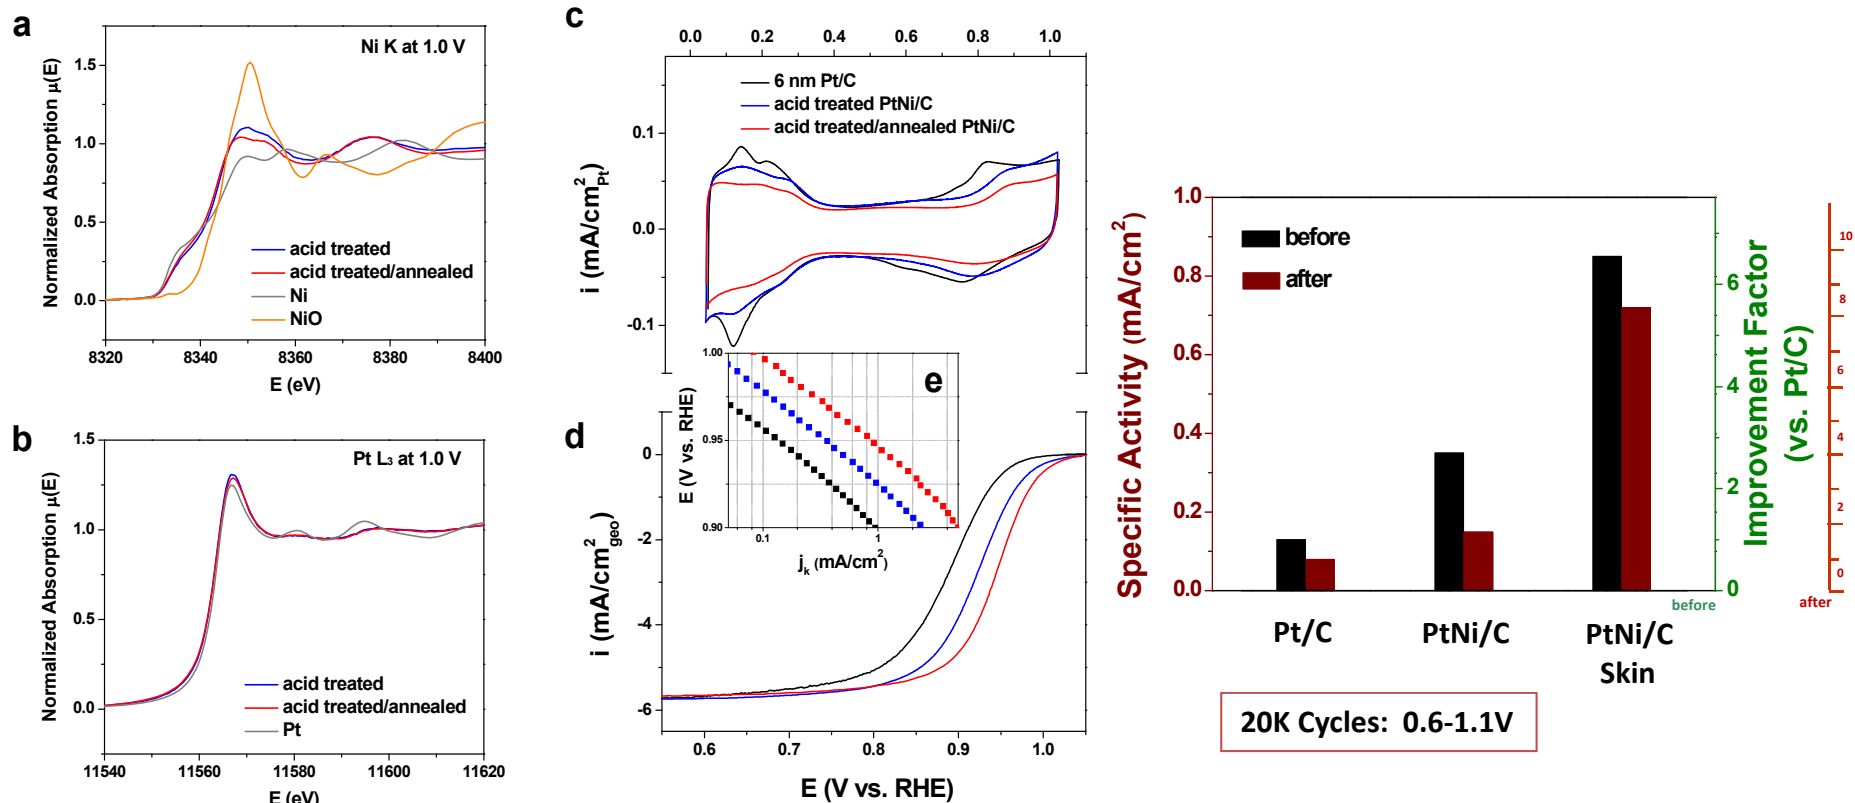 a
Ni K at 1.0 V
Normalized Absorption μ(E)
1.5
1.0
0.5
0.0
acid treated
acid treated/annealed
Ni
NiO
8320 8340 8360 8380 8400
E (eV)
b
Pt L₃ at 1.0 V
Normalized Absorption μ(E)
1.5
1.0
0.5
0.0
acid treated
acid treated/annealed
Pt
11540 11560 11580 11600 11620
E (eV)
c
0.0 0.2 0.4 0.6 0.8 1.0
6 nm Pt/C
acid treated PtNi/C
acid treated/annealed PtNi/C
i (mA/cm²Pt)
0.1
0.0
-0.1
e
E (V vs. RHE)
1.00
0.95
0.90
0.1 1
jk (mA/cm²)
d
i (mA/cm²geo)
0
-2
-4
-6
0.6 0.7 0.8 0.9 1.0
E (V vs. RHE)
Specific Activity (mA/cm²)
1.0
0.8
0.6
0.4
0.2
0.0
before
after
Improvement Factor
(vs. Pt/C)
6
4
2
0
before
10
8
6
4
2
0
after
Pt/C PtNi/C PtNi/C
Skin
20K Cycles: 0.6-1.1V